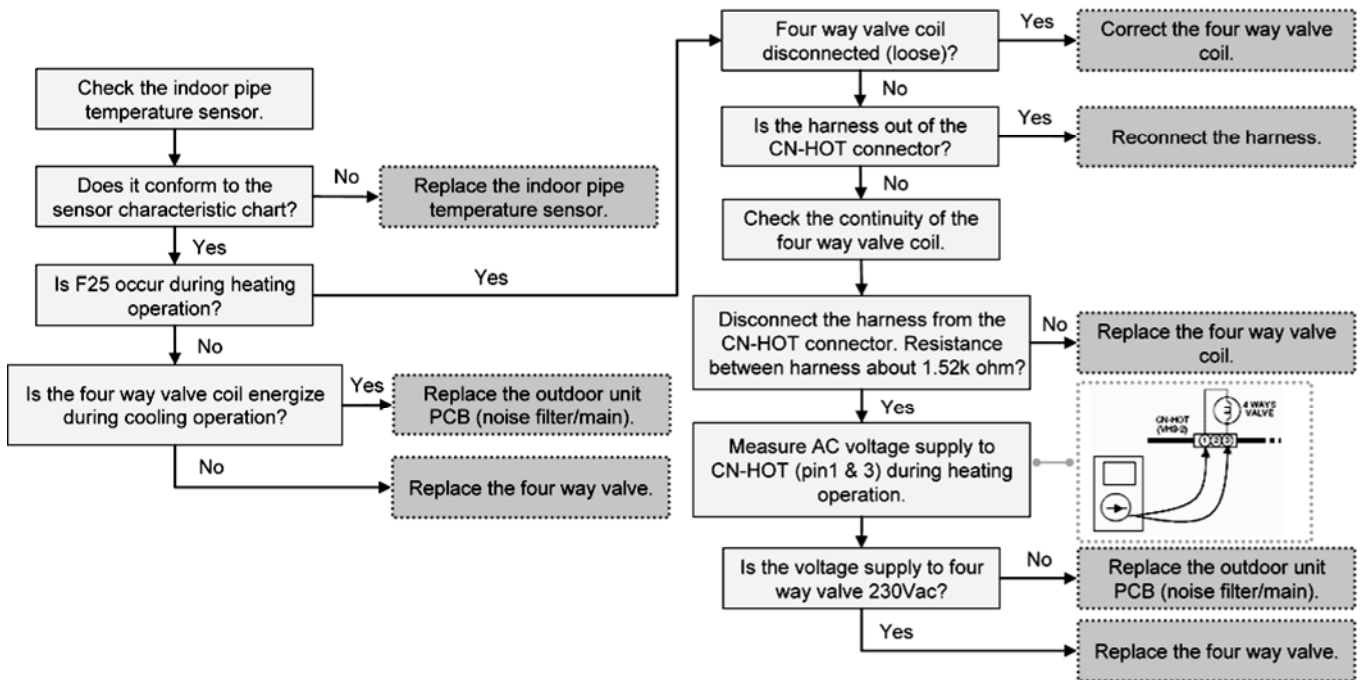 Check the indoor pipe
temperature sensor.
Does it conform to the
sensor characteristic chart?
No
Replace the indoor pipe
temperature sensor.
Yes
Is F25 occur during heating
operation?
Yes
No
Is the four way valve coil energize
during cooling operation?
Yes
Replace the outdoor unit
PCB (noise filter/main).
No
Replace the four way valve.
Four way valve coil
disconnected (loose)?
Yes
Correct the four way valve
coil.
No
Is the harness out of the
CN-HOT connector?
Yes
Reconnect the harness.
No
Check the continuity of the
four way valve coil.
Disconnect the harness from the
CN-HOT connector. Resistance
between harness about 1.52k ohm?
No
Replace the four way valve
coil.
Yes
Measure AC voltage supply to
CN-HOT (pin1 & 3) during heating
operation.
4 WAYS
VALVE
CN-HOT
(VH3-2)
1 2 3
Is the voltage supply to four
way valve 230Vac?
No
Replace the outdoor unit
PCB (noise filter/main).
Yes
Replace the four way valve.